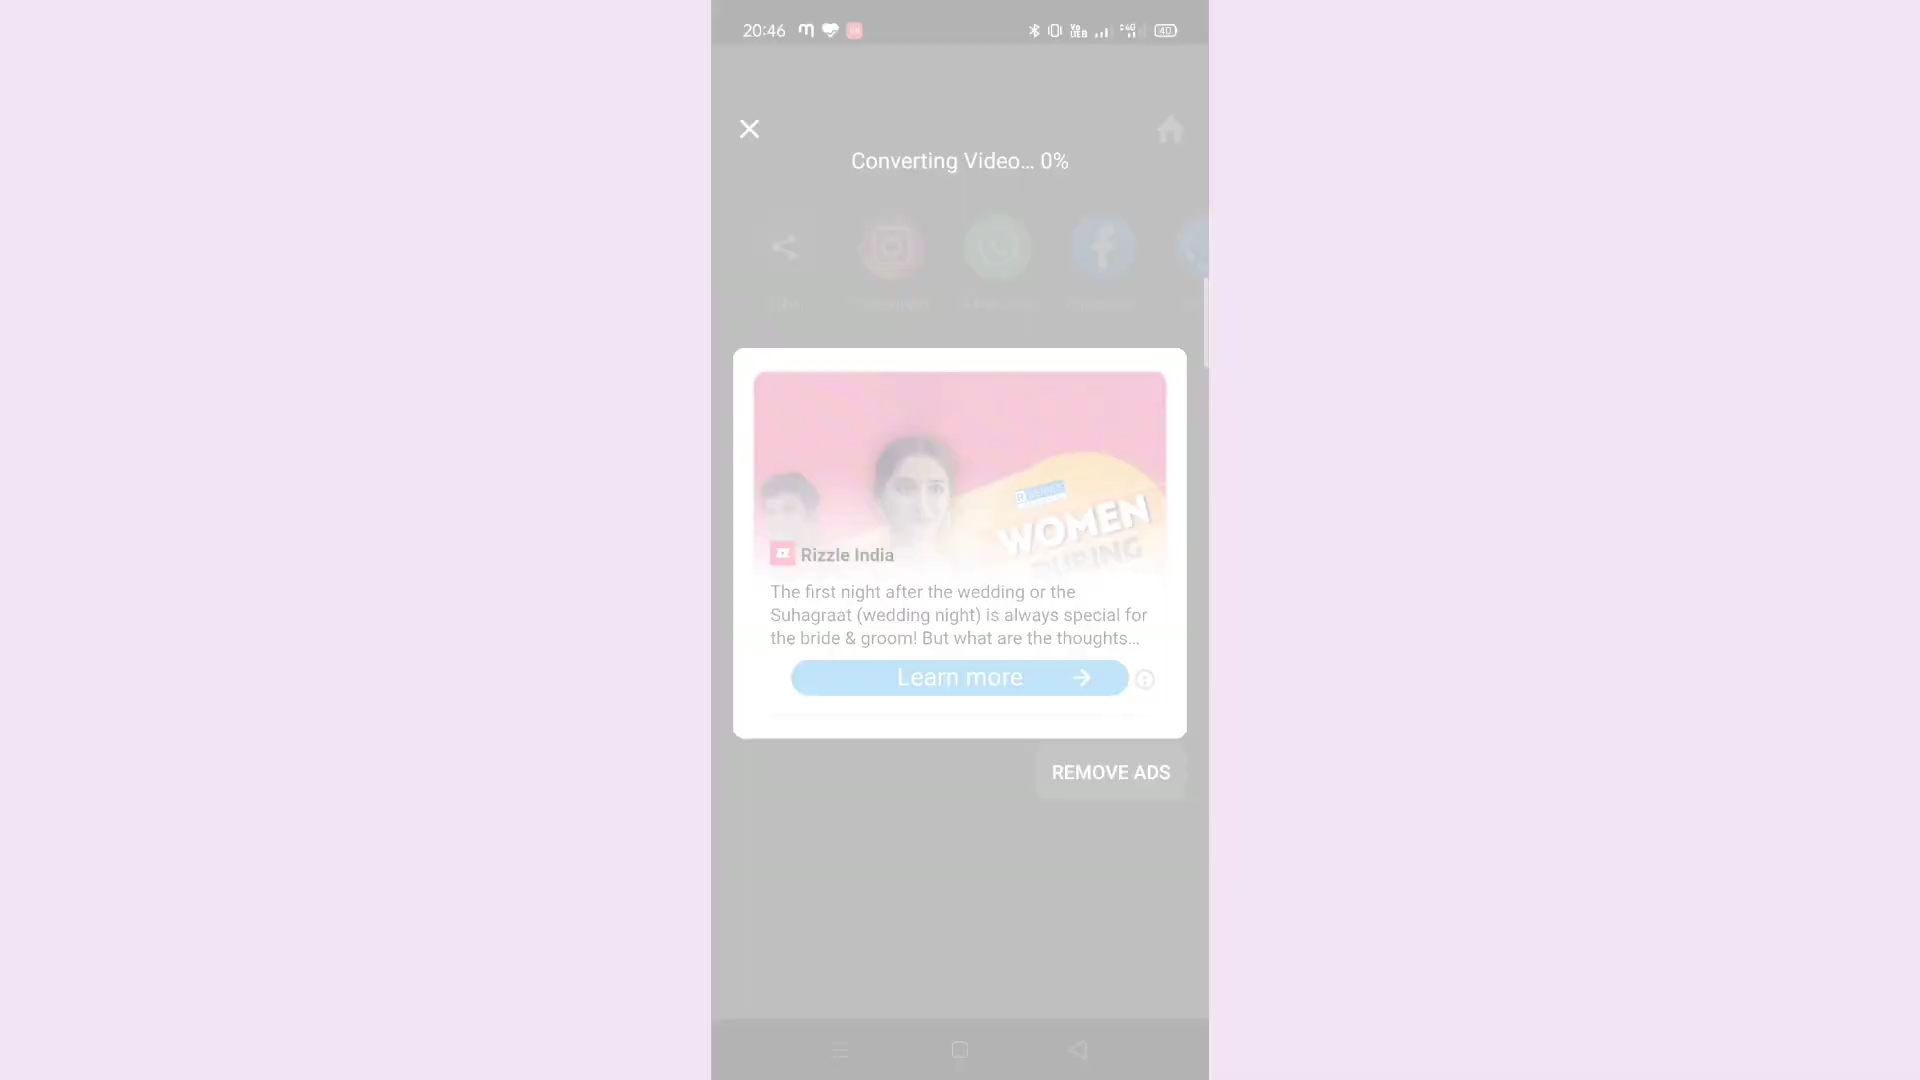 20:46
Converting Video... 0%
WOMEN
DURING
Rizzle India
The first night after the wedding or the
Suhagraat (wedding night) is always special for
the bride & groom! But what are the thoughts...
Learn more
REMOVE ADS